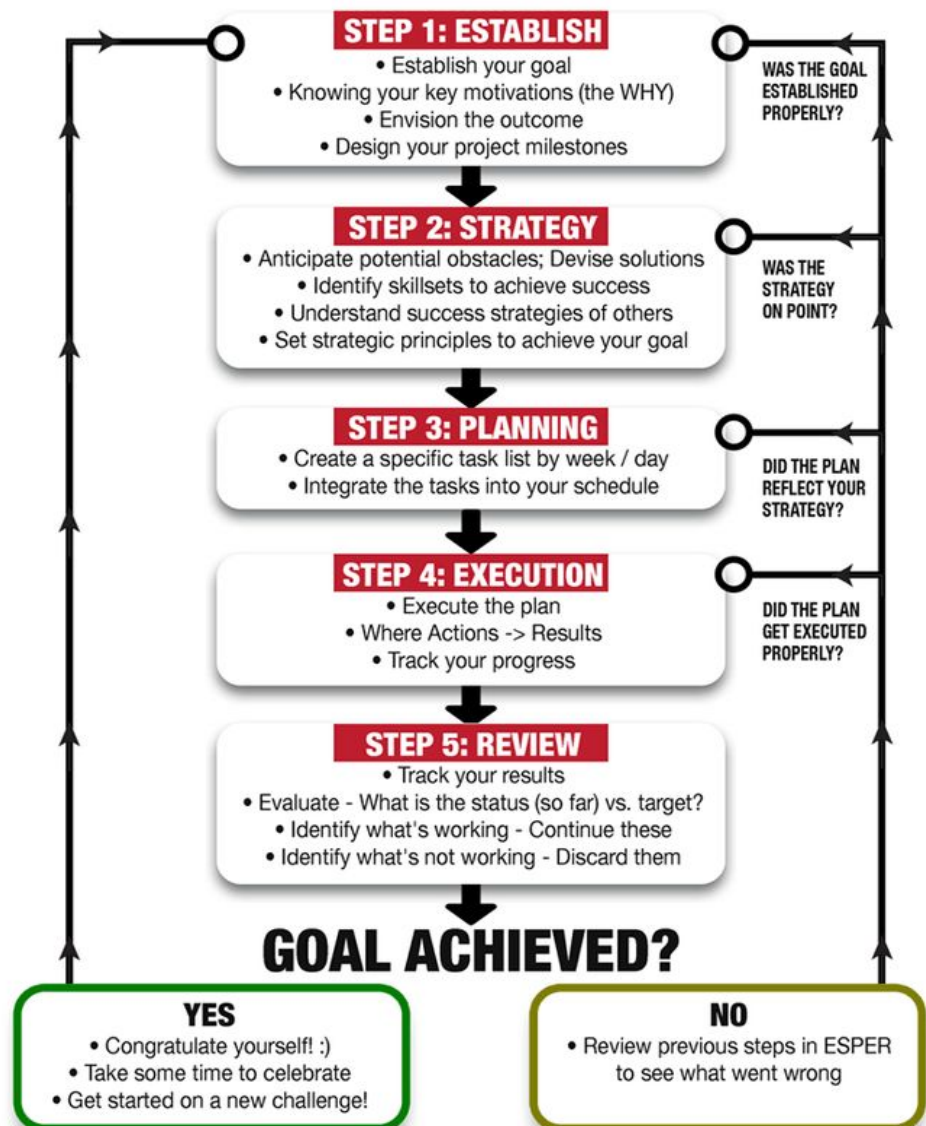 STEP 1: ESTABLISH
• Establish your goal
• Knowing your key motivations (the WHY)
• Envision the outcome
• Design your project milestones
WAS THE GOAL
ESTABLISHED
PROPERLY?
STEP 2: STRATEGY
• Anticipate potential obstacles; Devise solutions
• Identify skillsets to achieve success
• Understand success strategies of others
• Set strategic principles to achieve your goal
WAS THE
STRATEGY
ON POINT?
STEP 3: PLANNING
• Create a specific task list by week / day
• Integrate the tasks into your schedule
DID THE PLAN
REFLECT YOUR
STRATEGY?
STEP 4: EXECUTION
• Execute the plan
• Where Actions -> Results
• Track your progress
DID THE PLAN
GET EXECUTED
PROPERLY?
STEP 5: REVIEW
• Track your results
• Evaluate - What is the status (so far) vs. target?
• Identify what's working - Continue these
• Identify what's not working - Discard them
GOAL ACHIEVED?
YES
• Congratulate yourself! :)
• Take some time to celebrate
• Get started on a new challenge!
NO
• Review previous steps in ESPER
to see what went wrong